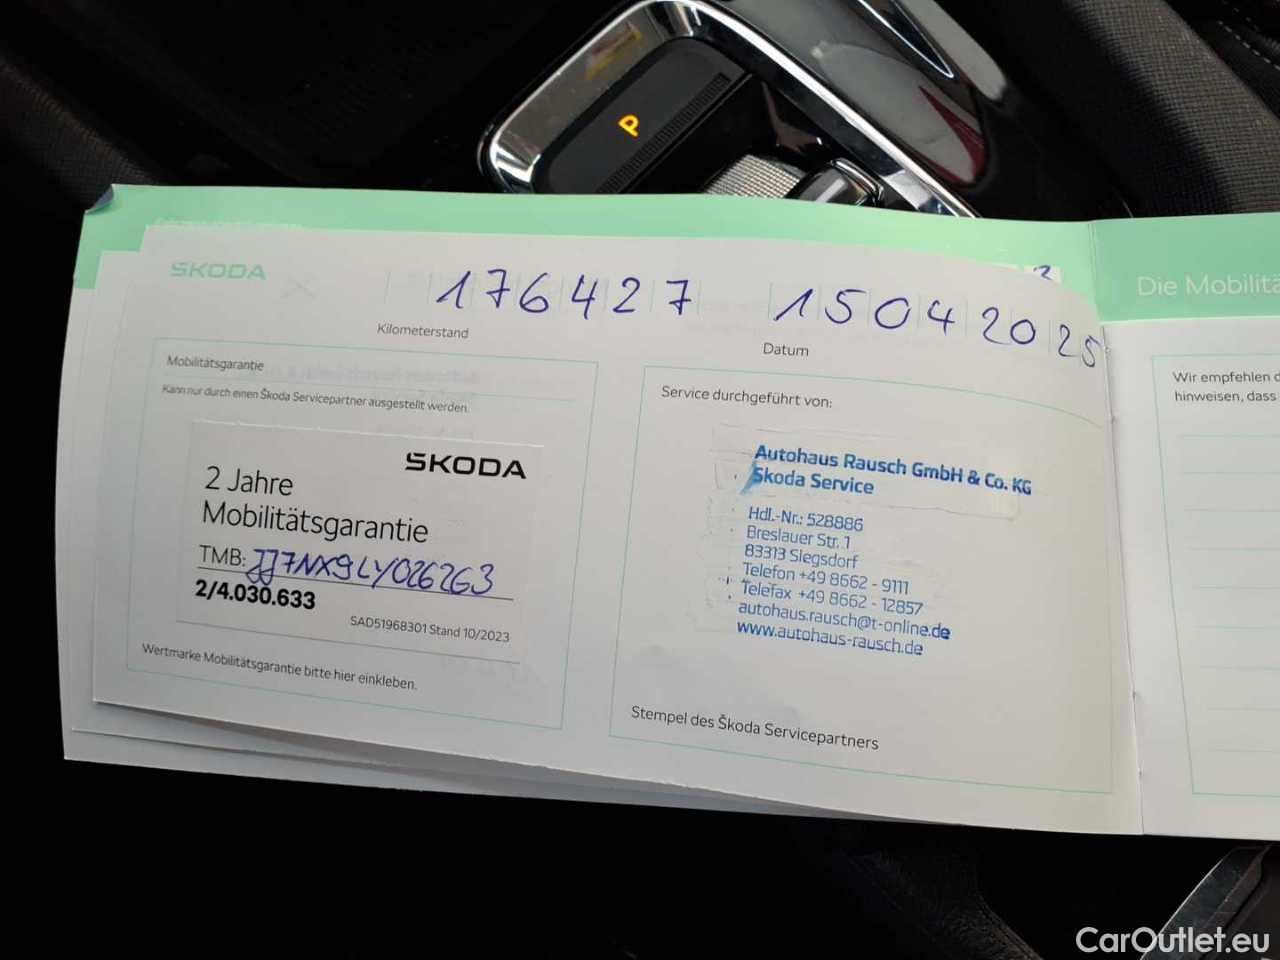 P
ŠKODA
176427
15042025
Kilometerstand
Datum
Mobilitätsgarantie
Kann nur durch einen Škoda Servicepartner ausgestellt werden.
ŠKODA
2 Jahre
Mobilitätsgarantie
TMB: JJ7NX9LY026263
2/4.030.633
SAD51968301 Stand 10/2023
Wertmarke Mobilitätsgarantie bitte hier einkleben.
Service durchgeführt von:
Autohaus Rausch GmbH & Co. KG
Skoda Service
Hdl.-Nr.: 528886
Breslauer Str. 1
83313 Siegsdorf
Telefon +49 8662 - 9111
Telefax +49 8662 - 12857
autohaus.rausch@t-online.de
www.autohaus-rausch.de
Stempel des Škoda Servicepartners
Die Mobilitä
Wir empfehlen d
hinweisen, dass
CarOutlet.eu